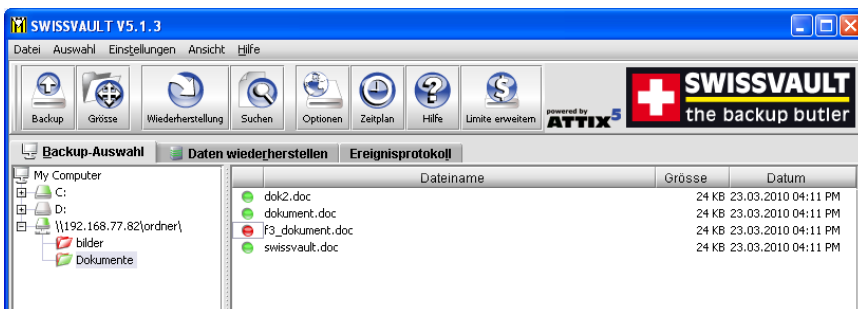 SWISSVAULT V5.1.3
Datei Auswahl Einstellungen Ansicht Hilfe
Backup Grösse Wiederherstellung Suchen Optionen Zeitplan Hilfe Limite erweitern
powered by
ATTIX5
SWISSVAULT
the backup butler
Backup-Auswahl Daten wiederherstellen Ereignisprotokoll
My Computer
C:
D:
\\192.168.77.82\ordner\
bilder
Dokumente
Dateiname Grösse Datum
dok2.doc 24 KB 23.03.2010 04:11 PM
dokument.doc 24 KB 23.03.2010 04:11 PM
f3_dokument.doc 24 KB 23.03.2010 04:11 PM
swissvault.doc 24 KB 23.03.2010 04:11 PM